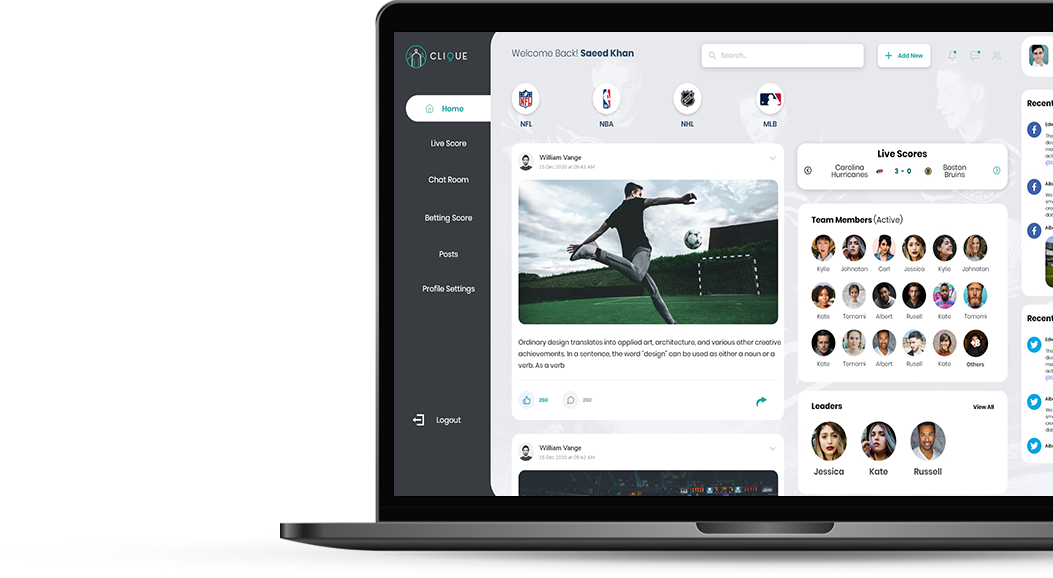 CLIQUE
Welcome Back! Saeed Khan
Search...
Add New
Home
Live Score
Chat Room
Betting Score
Posts
Profile Settings
Logout
NFL
NBA
NHL
MLB
William Vange
15 Dec 2020 at 09:42 AM
Ordinary design translates into applied art, architecture, and various other creative
achievements. In a sentence, the word "design" can be used as either a noun or a
verb. As a verb
260
260
William Vange
15 Dec 2020 at 09:42 AM
Live Scores
Carolina
Hurricanes
3 - 0
Boston
Bruins
Team Members (Active)
Kylie
Johnatan
Carl
Jessica
Kylie
Johnatan
Kate
Tomomi
Albert
Rusell
Kate
Tomomi
Kate
Tomomi
Albert
Rusell
Kate
Others
Leaders
View All
Jessica
Kate
Russell
Recen
Recent